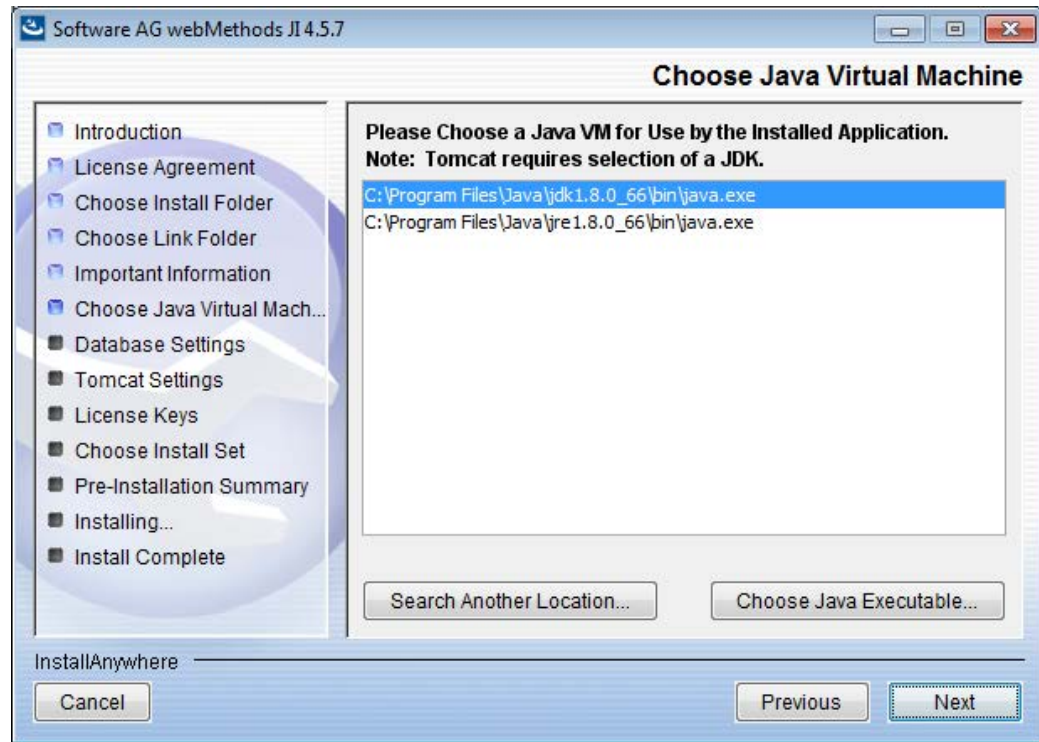 Software AG webMethods JI 4.5.7
Choose Java Virtual Machine
Introduction
License Agreement
Choose Install Folder
Choose Link Folder
Important Information
Choose Java Virtual Mach...
Database Settings
Tomcat Settings
License Keys
Choose Install Set
Pre-Installation Summary
Installing...
Install Complete
Please Choose a Java VM for Use by the Installed Application.
Note: Tomcat requires selection of a JDK.
C:\Program Files\Java\jdk1.8.0_66\bin\java.exe
C:\Program Files\Java\jre1.8.0_66\bin\java.exe
Search Another Location...
Choose Java Executable...
InstallAnywhere
Cancel
Previous
Next